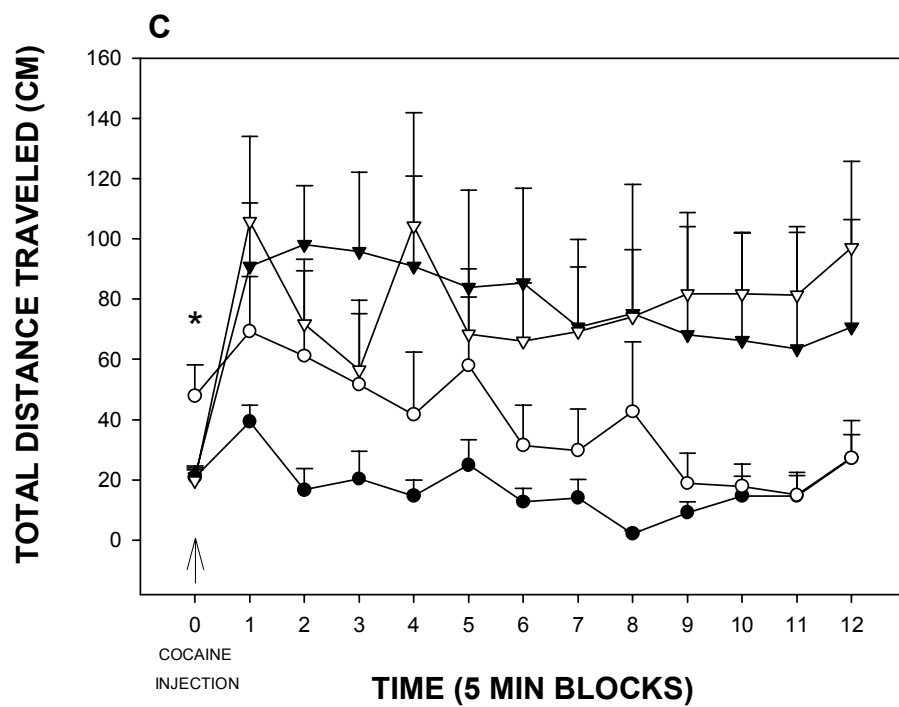 C
TOTAL DISTANCE TRAVELED (CM)
160
140
120
100
80
60
40
20
0
*
0 1 2 3 4 5 6 7 8 9 10 11 12
COCAINE
INJECTION
TIME (5 MIN BLOCKS)